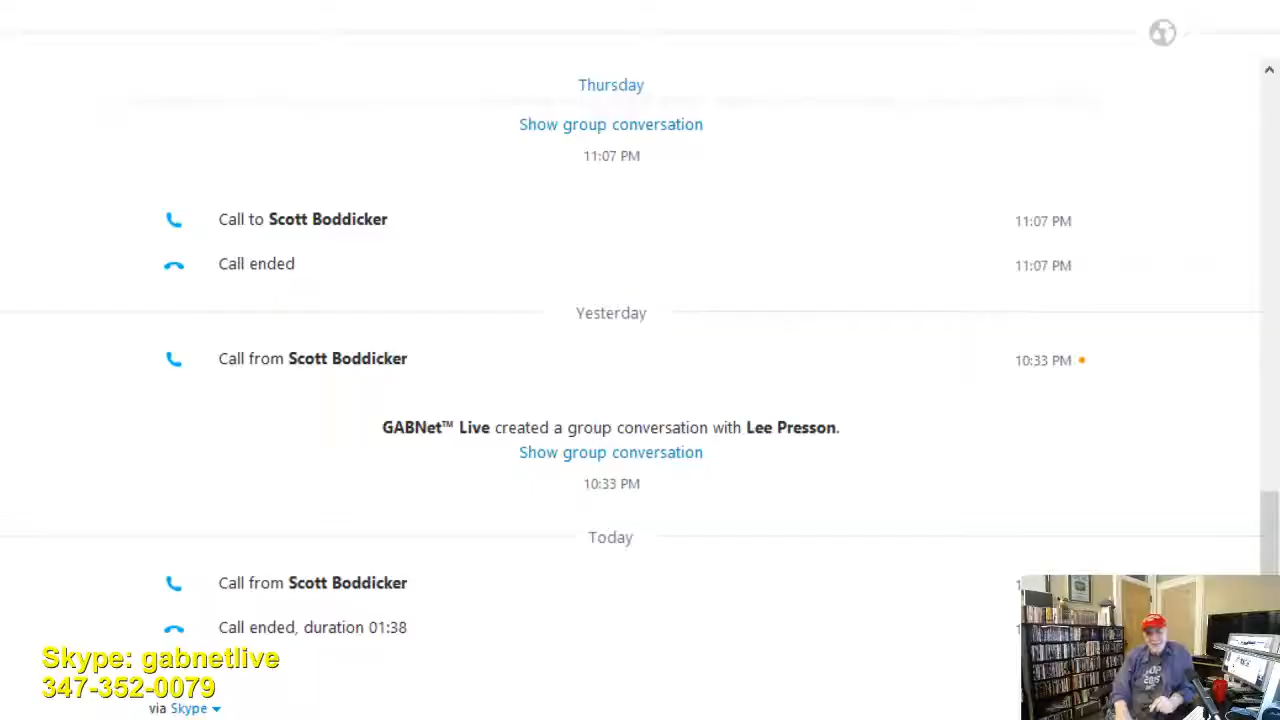 Thursday
Show group conversation
11:07 PM
Call to Scott Boddicker 11:07 PM
Call ended 11:07 PM
Yesterday
Call from Scott Boddicker 10:33 PM
GABNet™ Live created a group conversation with Lee Presson.
Show group conversation
10:33 PM
Today
Call from Scott Boddicker
Call ended, duration 01:38
Skype: gabnetlive
347-352-0079
via Skype